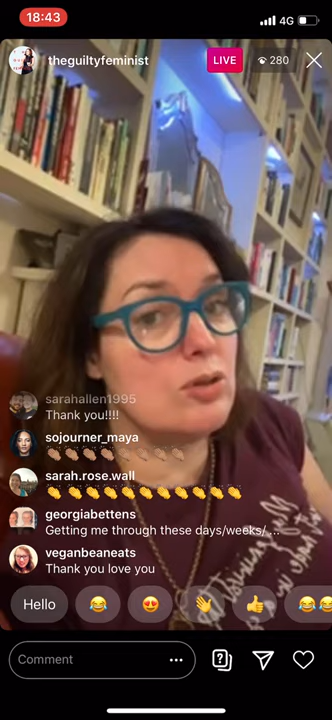 18:43
4G
theguiltyfeminist
LIVE
280
sarahallen1995
Thank you!!!!
sojourner_maya
👏🏽👏🏽👏🏽👏🏽👏🏽👏🏽👏🏽👏🏽👏🏽
sarah.rose.wall
👏👏👏👏👏👏👏👏👏👏👏
georgiabettens
Getting me through these days/weeks/...
veganbeaneats
Thank you love you
Hello 😂 😍 👋 👍 😂😂
Comment